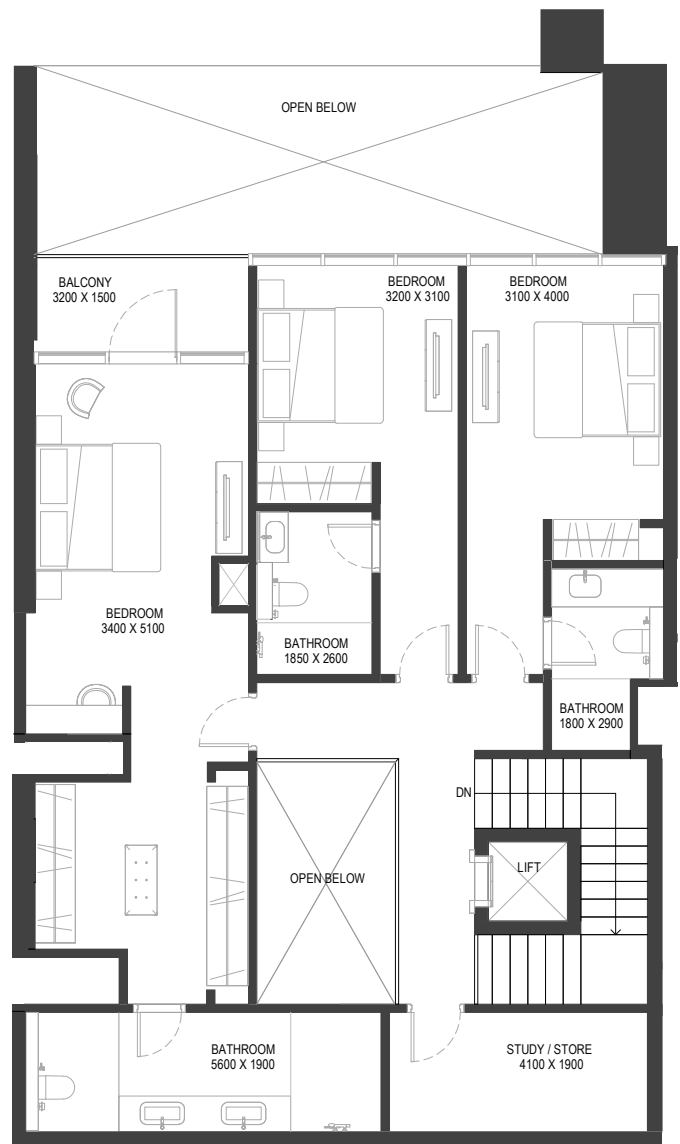 OPEN BELOW
BALCONY
3200 X 1500
BEDROOM
3200 X 3100
BEDROOM
3100 X 4000
BEDROOM
3400 X 5100
BATHROOM
1850 X 2600
BATHROOM
1800 X 2900
DN
LIFT
OPEN BELOW
BATHROOM
5600 X 1900
STUDY / STORE
4100 X 1900